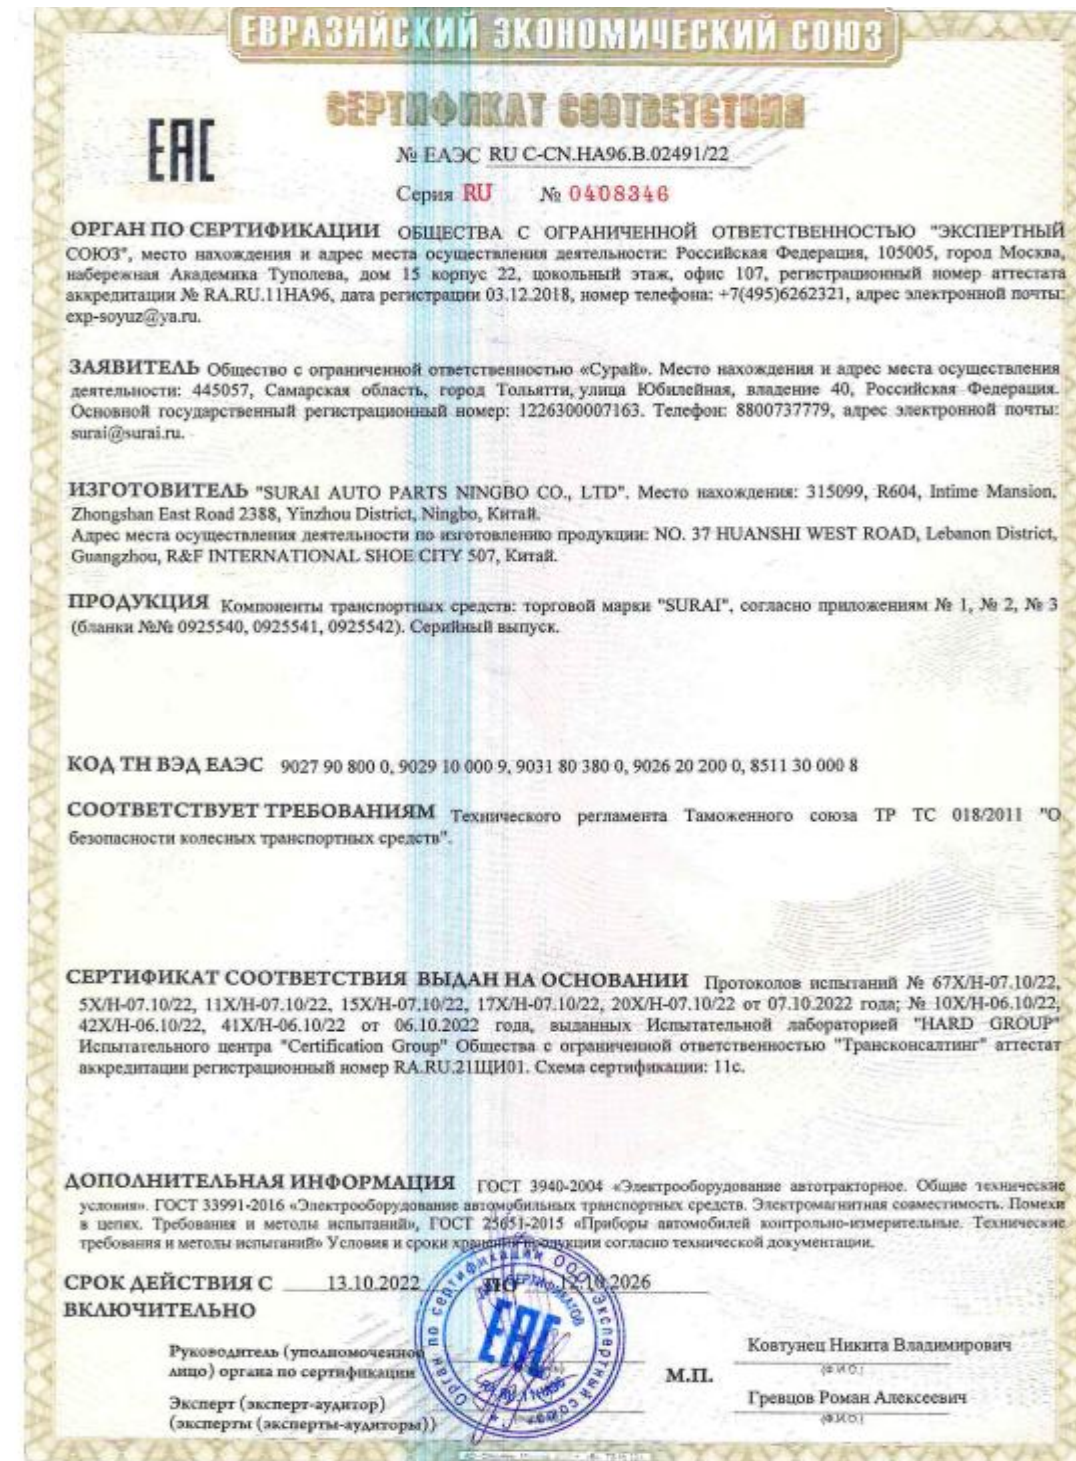 ЕВРАЗИЙСКИЙ ЭКОНОМИЧЕСКИЙ СОЮЗ
СЕРТИФИКАТ СООТВЕТСТВИЯ
ЕАС
№ ЕАЭС RU С-CN.НА96.В.02491/22
Серия RU № 0408346
ОРГАН ПО СЕРТИФИКАЦИИ ОБЩЕСТВА С ОГРАНИЧЕННОЙ ОТВЕТСТВЕННОСТЬЮ "ЭКСПЕРТНЫЙ
СОЮЗ", место нахождения и адрес места осуществления деятельности: Российская Федерация, 105005, город Москва,
набережная Академика Туполева, дом 15 корпус 22, цокольный этаж, офис 107, регистрационный номер аттестата
аккредитации № RA.RU.11НА96, дата регистрации 03.12.2018, номер телефона: +7(495)6262321, адрес электронной почты:
exp-soyuz@ya.ru.
ЗАЯВИТЕЛЬ Общество с ограниченной ответственностью «Сурай». Место нахождения и адрес места осуществления
деятельности: 445057, Самарская область, город Тольятти, улица Юбилейная, владение 40, Российская Федерация.
Основной государственный регистрационный номер: 1226300007163. Телефон: 8800737779, адрес электронной почты:
surai@surai.ru.
ИЗГОТОВИТЕЛЬ "SURAI AUTO PARTS NINGBO CO., LTD". Место нахождения: 315099, R604, Intime Mansion,
Zhongshan East Road 2388, Yinzhou District, Ningbo, Китай.
Адрес места осуществления деятельности по изготовлению продукции: NO. 37 HUANSHI WEST ROAD, Lebanon District,
Guangzhou, R&F INTERNATIONAL SHOE CITY 507, Китай.
ПРОДУКЦИЯ Компоненты транспортных средств: торговой марки "SURAI", согласно приложениям № 1, № 2, № 3
(бланки №№ 0925540, 0925541, 0925542). Серийный выпуск.
КОД ТН ВЭД ЕАЭС 9027 90 800 0, 9029 10 000 9, 9031 80 380 0, 9026 20 200 0, 8511 30 000 8
СООТВЕТСТВУЕТ ТРЕБОВАНИЯМ Технического регламента Таможенного союза ТР ТС 018/2011 "О
безопасности колесных транспортных средств".
СЕРТИФИКАТ СООТВЕТСТВИЯ ВЫДАН НА ОСНОВАНИИ Протоколов испытаний № 67Х/Н-07.10/22,
5Х/Н-07.10/22, 11Х/Н-07.10/22, 15Х/Н-07.10/22, 17Х/Н-07.10/22, 20Х/Н-07.10/22 от 07.10.2022 года; № 10Х/Н-06.10/22,
42Х/Н-06.10/22, 41Х/Н-06.10/22 от 06.10.2022 года, выданных Испытательной лабораторией "HARD GROUP"
Испытательного центра "Certification Group" Общества с ограниченной ответственностью "Трансконсалтинг" аттестат
аккредитации регистрационный номер RA.RU.21ЩИ01. Схема сертификации: 11с.
ДОПОЛНИТЕЛЬНАЯ ИНФОРМАЦИЯ ГОСТ 3940-2004 «Электрооборудование автотракторное. Общие технические
условия». ГОСТ 33991-2016 «Электрооборудование автомобильных транспортных средств. Электромагнитная совместимость. Помехи
в цепях. Требования и методы испытаний», ГОСТ 25651-2015 «Приборы автомобилей контрольно-измерительные. Технические
требования и методы испытаний» Условия и сроки хранения продукции согласно технической документации.
СРОК ДЕЙСТВИЯ С 13.10.2022 ПО 12.10.2026
ВКЛЮЧИТЕЛЬНО
Руководитель (уполномоченное
лицо) органа по сертификации
М.П.
Ковтунец Никита Владимирович
(Ф.И.О.)
Эксперт (эксперт-аудитор)
(эксперты (эксперты-аудиторы))
Гревцов Роман Алексеевич
(Ф.И.О.)
Орган по сертификации ООО "Экспертный союз"
ДЛЯ СЕРТИФИКАТОВ
ЕАС
RA.RU.11НА96